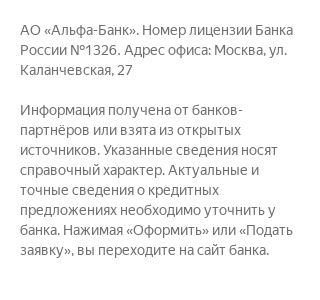 АО «Альфа-Банк». Номер лицензии Банка
России №1326. Адрес офиса: Москва, ул.
Каланчевская, 27
Информация получена от банков-
партнёров или взята из открытых
источников. Указанные сведения носят
справочный характер. Актуальные и
точные сведения о кредитных
предложениях необходимо уточнить у
банка. Нажимая «Оформить» или «Подать
заявку», вы переходите на сайт банка.